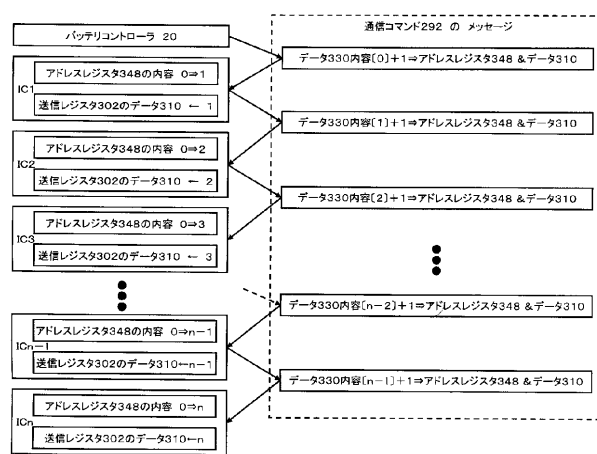 バッテリコントローラ 20
通信コマンド292 の メッセージ
データ330内容〔0〕+1⇒アドレスレジスタ348 &データ310
アドレスレジスタ348の内容 0⇒1
IC1
送信レジスタ302のデータ310 ← 1
データ330内容〔1〕+1⇒アドレスレジスタ348 &データ310
アドレスレジスタ348の内容 0⇒2
IC2
送信レジスタ302のデータ310 ← 2
データ330内容〔2〕+1⇒アドレスレジスタ348 &データ310
アドレスレジスタ348の内容 0⇒3
IC3
送信レジスタ302のデータ310 ← 3
データ330内容〔n-2〕+1⇒アドレスレジスタ348 &データ310
アドレスレジスタ348の内容 0⇒n-1
ICn-1
送信レジスタ302のデータ310←n-1
データ330内容〔n-1〕+1⇒アドレスレジスタ348 &データ310
アドレスレジスタ348の内容 0⇒n
ICn
送信レジスタ302のデータ310←n